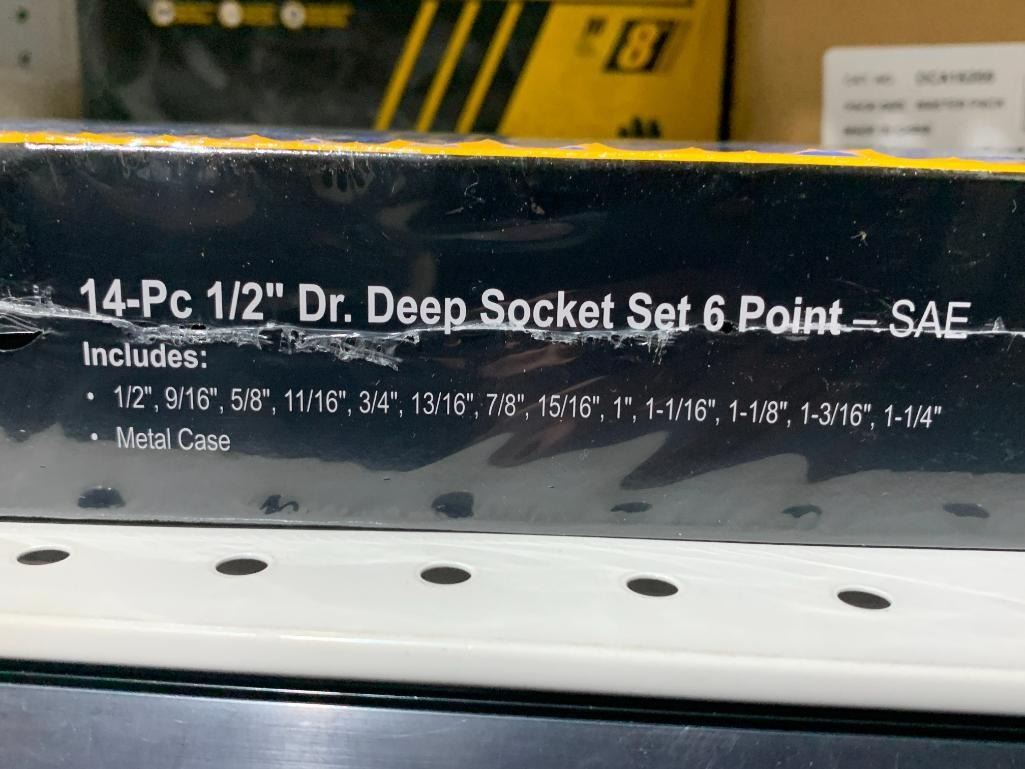 8
14-Pc 1/2" Dr. Deep Socket Set 6 Point – SAE
Includes:
• 1/2", 9/16", 5/8", 11/16", 3/4", 13/16", 7/8", 15/16", 1", 1-1/16", 1-1/8", 1-3/16", 1-1/4"
• Metal Case